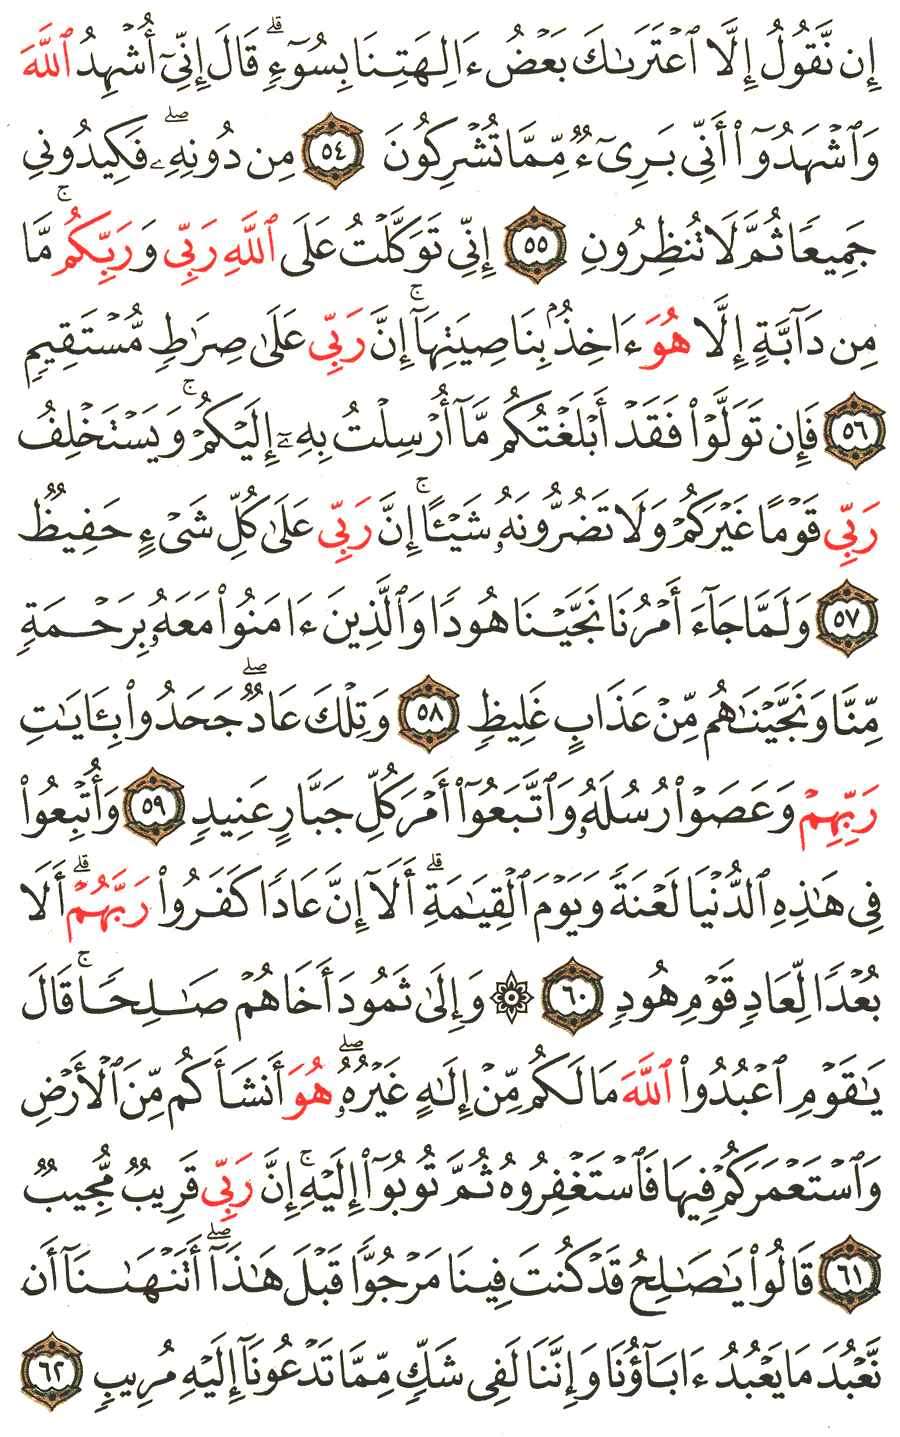 إِن نَّقُولُ إِلَّا ٱعْتَرَىٰكَ بَعْضُ ءَالِهَتِنَا بِسُوٓءٍۗ قَالَ إِنِّىٓ أُشْهِدُ ٱللَّهَ
وَٱشْهَدُوٓا۟ أَنِّى بَرِىٓءٌ مِّمَّا تُشْرِكُونَ ٥٤ مِن دُونِهِۦۖ فَكِيدُونِى
جَمِيعًا ثُمَّ لَا تُنظِرُونِ ٥٥ إِنِّى تَوَكَّلْتُ عَلَى ٱللَّهِ رَبِّى وَرَبِّكُمۚ مَّا
مِن دَآبَّةٍ إِلَّا هُوَ ءَاخِذٌۢ بِنَاصِيَتِهَآۚ إِنَّ رَبِّى عَلَىٰ صِرَٰطٍ مُّسْتَقِيمٍ
٥٦ فَإِن تَوَلَّوْا۟ فَقَدْ أَبْلَغْتُكُم مَّآ أُرْسِلْتُ بِهِۦٓ إِلَيْكُمْۚ وَيَسْتَخْلِفُ
رَبِّى قَوْمًا غَيْرَكُمْ وَلَا تَضُرُّونَهُۥ شَيْـًٔاۚ إِنَّ رَبِّى عَلَىٰ كُلِّ شَىْءٍ حَفِيظٌ
٥٧ وَلَمَّا جَآءَ أَمْرُنَا نَجَّيْنَا هُودًا وَٱلَّذِينَ ءَامَنُوا۟ مَعَهُۥ بِرَحْمَةٍ
مِّنَّا وَنَجَّيْنَٰهُم مِّنْ عَذَابٍ غَلِيظٍ ٥٨ وَتِلْكَ عَادٌۖ جَحَدُوا۟ بِـَٔايَٰتِ
رَبِّهِمْ وَعَصَوْا۟ رُسُلَهُۥ وَٱتَّبَعُوٓا۟ أَمْرَ كُلِّ جَبَّارٍ عَنِيدٍ ٥٩ وَأُتْبِعُوا۟
فِى هَٰذِهِ ٱلدُّنْيَا لَعْنَةً وَيَوْمَ ٱلْقِيَٰمَةِۗ أَلَآ إِنَّ عَادًا كَفَرُوا۟ رَبَّهُمْۗ أَلَا
بُعْدًا لِّعَادٍ قَوْمِ هُودٍ ٦٠ ۞ وَإِلَىٰ ثَمُودَ أَخَاهُمْ صَٰلِحًاۚ قَالَ
يَٰقَوْمِ ٱعْبُدُوا۟ ٱللَّهَ مَا لَكُم مِّنْ إِلَٰهٍ غَيْرُهُۥۖ هُوَ أَنشَأَكُم مِّنَ ٱلْأَرْضِ
وَٱسْتَعْمَرَكُمْ فِيهَا فَٱسْتَغْفِرُوهُ ثُمَّ تُوبُوٓا۟ إِلَيْهِۚ إِنَّ رَبِّى قَرِيبٌ مُّجِيبٌ
٦١ قَالُوا۟ يَٰصَٰلِحُ قَدْ كُنتَ فِينَا مَرْجُوًّا قَبْلَ هَٰذَآۖ أَتَنْهَىٰنَآ أَن
نَّعْبُدَ مَا يَعْبُدُ ءَابَآؤُنَا وَإِنَّنَا لَفِى شَكٍّ مِّمَّا تَدْعُونَآ إِلَيْهِ مُرِيبٍ ٦٢